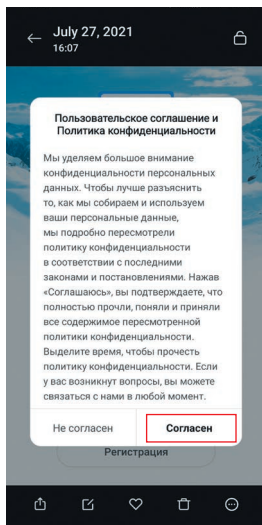 July 27, 2021
16:07
Пользовательское соглашение и
Политика конфиденциальности
Мы уделяем большое внимание
конфиденциальности персональных
данных. Чтобы лучше разъяснить
то, как мы собираем и используем
ваши персональные данные,
мы подробно пересмотрели
политику конфиденциальности
в соответствии с последними
законами и постановлениями. Нажав
«Соглашаюсь», вы подтверждаете, что
полностью прочли, поняли и приняли
все содержимое пересмотренной
политики конфиденциальности.
Выделите время, чтобы прочесть
политику конфиденциальности. Если
у вас возникнут вопросы, вы можете
связаться с нами в любой момент.
Не согласен
Согласен
Регистрация